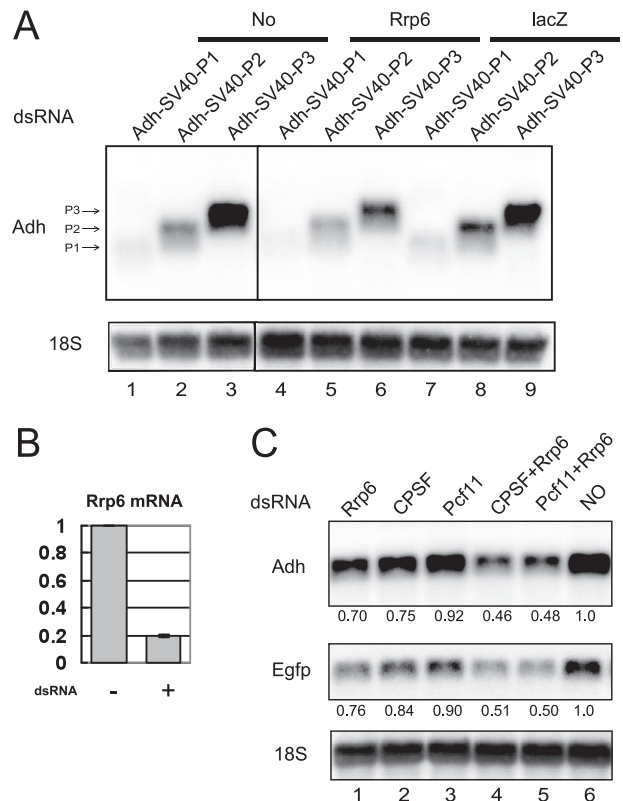 A
No Rrp6 lacZ
dsRNA
Adh-SV40-P1 Adh-SV40-P2 Adh-SV40-P3 Adh-SV40-P1 Adh-SV40-P2 Adh-SV40-P3 Adh-SV40-P1 Adh-SV40-P2 Adh-SV40-P3
P3→
Adh P2→
P1→
18S
1 2 3 4 5 6 7 8 9
B
Rrp6 mRNA
1
0.8
0.6
0.4
0.2
0
dsRNA - +
C
dsRNA Rrp6 CPSF Pcf11 CPSF+Rrp6 Pcf11+Rrp6 NO
Adh
0.70 0.75 0.92 0.46 0.48 1.0
Egfp
0.76 0.84 0.90 0.51 0.50 1.0
18S
1 2 3 4 5 6